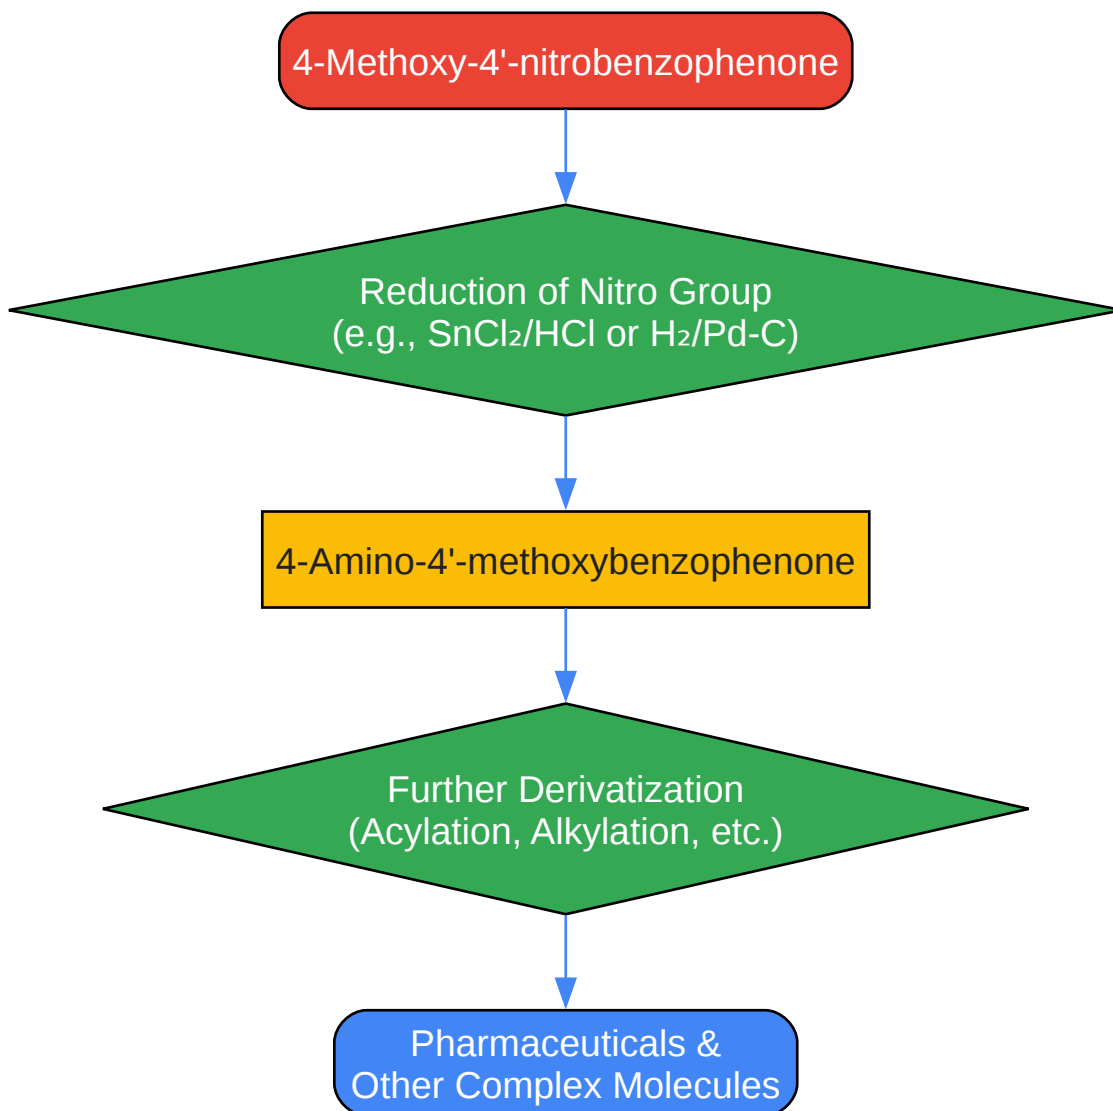 4-Methoxy-4'-nitrobenzophenone
Reduction of Nitro Group
(e.g., SnCl₂/HCl or H₂/Pd-C)
4-Amino-4'-methoxybenzophenone
Further Derivatization
(Acylation, Alkylation, etc.)
Pharmaceuticals &
Other Complex Molecules